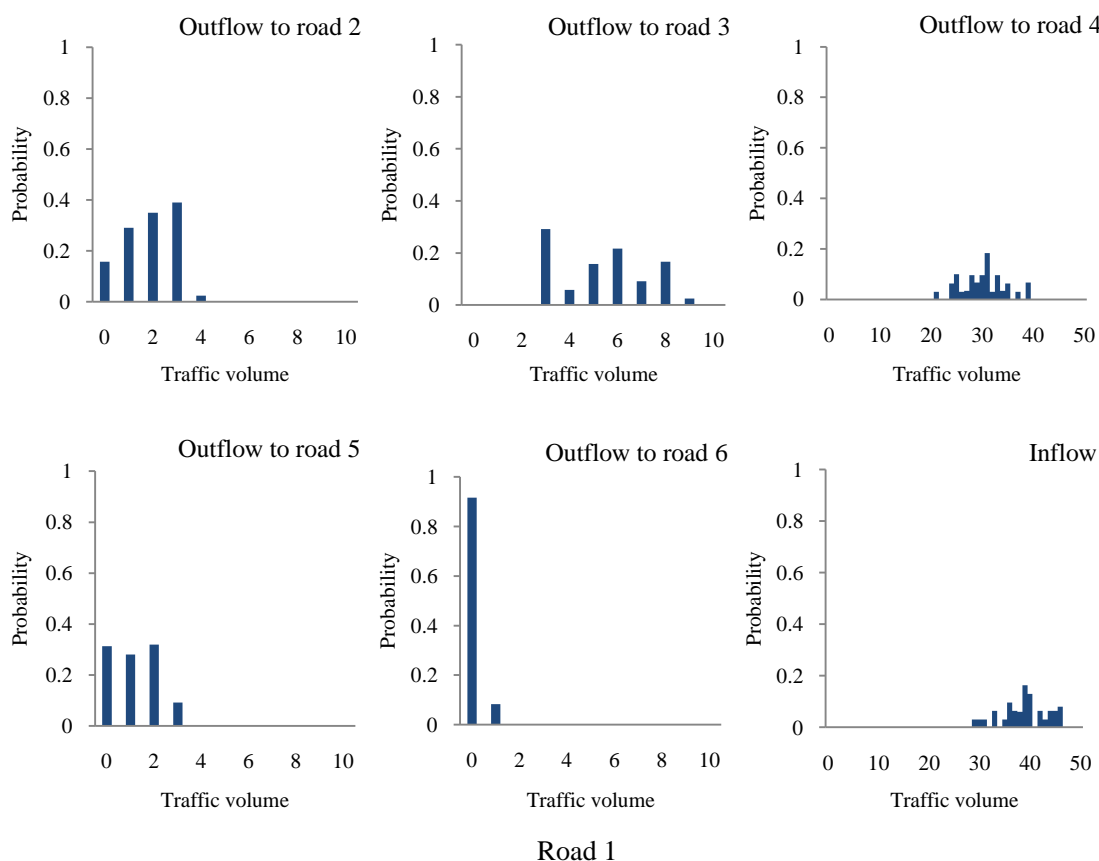 Outflow to road 2
1
0.8
0.6
0.4
0.2
0
Probability
0 2 4 6 8 10
Traffic volume
Outflow to road 3
1
0.8
0.6
0.4
0.2
0
Probability
0 2 4 6 8 10
Traffic volume
Outflow to road 4
1
0.8
0.6
0.4
0.2
0
Probability
0 10 20 30 40 50
Traffic volume
Outflow to road 5
1
0.8
0.6
0.4
0.2
0
Probability
0 2 4 6 8 10
Traffic volume
Outflow to road 6
1
0.8
0.6
0.4
0.2
0
Probability
0 2 4 6 8 10
Traffic volume
Inflow
1
0.8
0.6
0.4
0.2
0
Probability
0 10 20 30 40 50
Traffic volume
Road 1